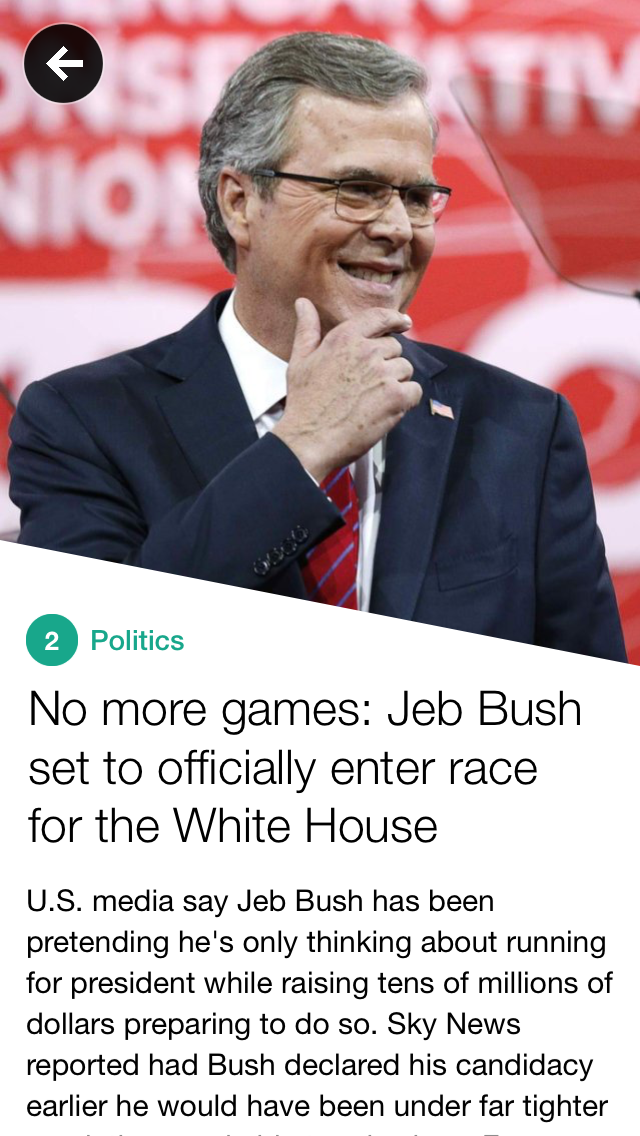 2 Politics
No more games: Jeb Bush
set to officially enter race
for the White House
U.S. media say Jeb Bush has been
pretending he's only thinking about running
for president while raising tens of millions of
dollars preparing to do so. Sky News
reported had Bush declared his candidacy
earlier he would have been under far tighter